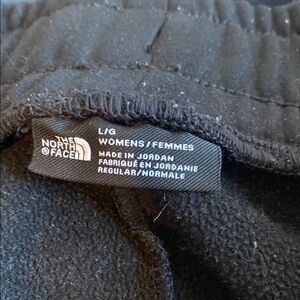 THE
NORTH
FACE
L/G
WOMENS/FEMMES
MADE IN JORDAN
FABRIQUÉ EN JORDANIE
REGULAR/NORMALE